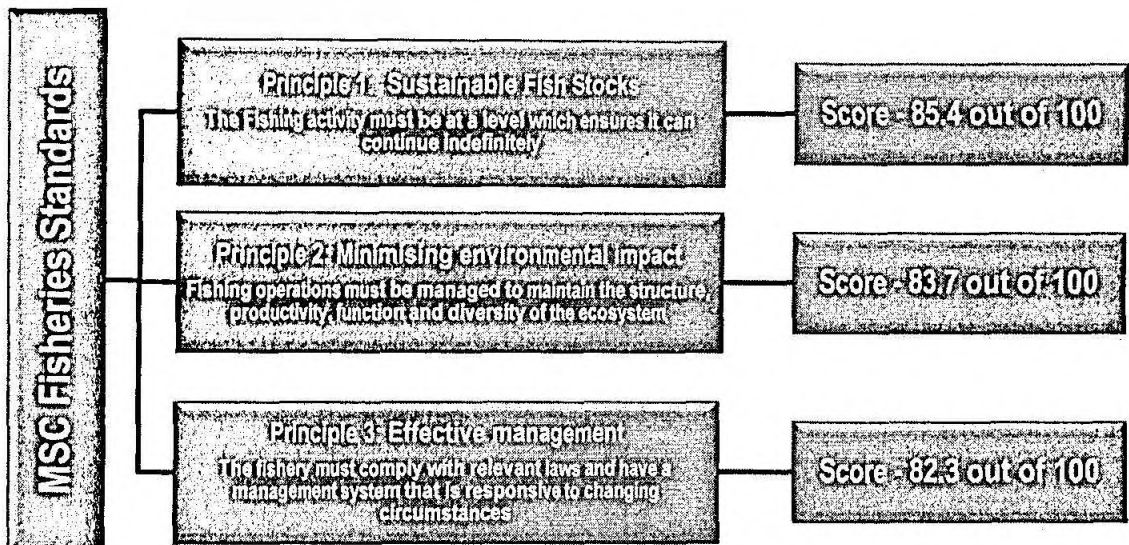 MSC Fisheries Standards
Principle 1: Sustainable Fish Stocks
The Fishing activity must be at a level which ensures it can
continue indefinitely
Score - 85.4 out of 100
Principle 2: Minimising environmental impact
Fishing operations must be managed to maintain the structure,
productivity, function and diversity of the ecosystem
Score - 83.7 out of 100
Principle 3: Effective management
The fishery must comply with relevant laws and have a
management system that is responsive to changing
circumstances
Score - 82.3 out of 100